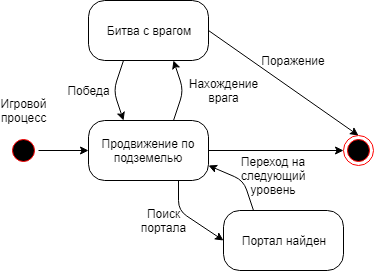 Битва с врагом
Поражение
Победа
Нахождение
врага
Игровой
процесс
Продвижение по
подземелью
Переход на
следующий
уровень
Поиск
портала
Портал найден